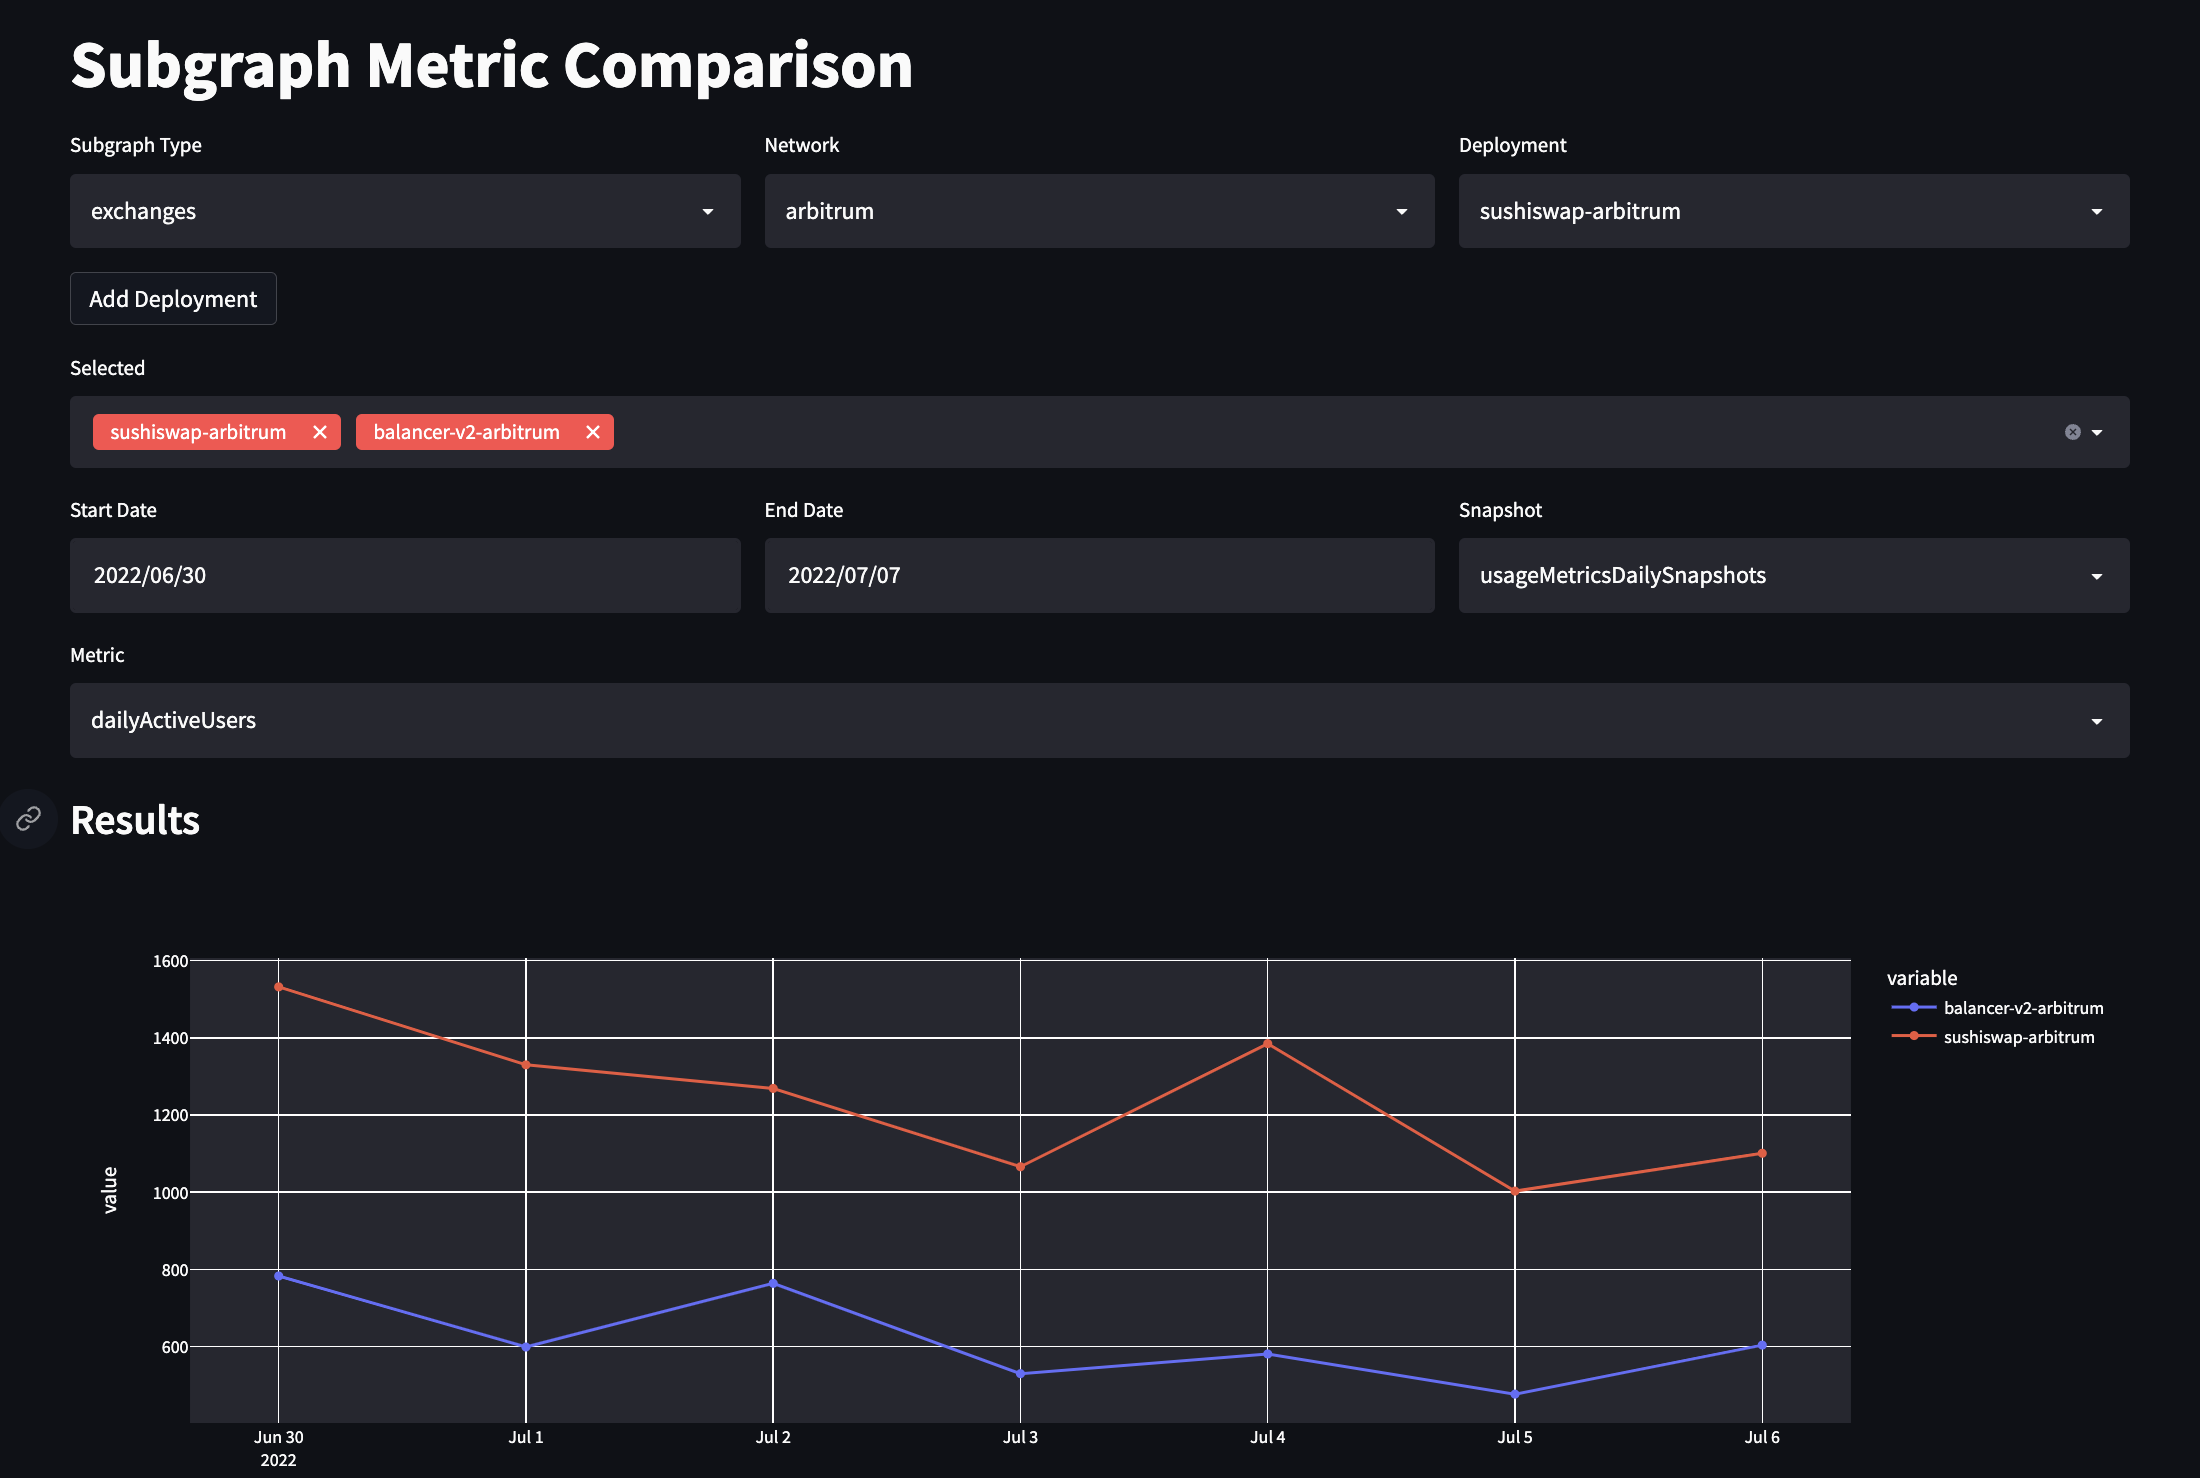 Subgraph Metric Comparison
Subgraph Type
Network
Deployment
exchanges
arbitrum
sushiswap-arbitrum
Add Deployment
Selected
sushiswap-arbitrum
balancer-v2-arbitrum
Start Date
End Date
Snapshot
2022/06/30
2022/07/07
usageMetricsDailySnapshots
Metric
dailyActiveUsers
Results
1600
1400
1200
1000
800
600
value
Jun 30
2022
Jul 1
Jul 2
Jul 3
Jul 4
Jul 5
Jul 6
variable
balancer-v2-arbitrum
sushiswap-arbitrum